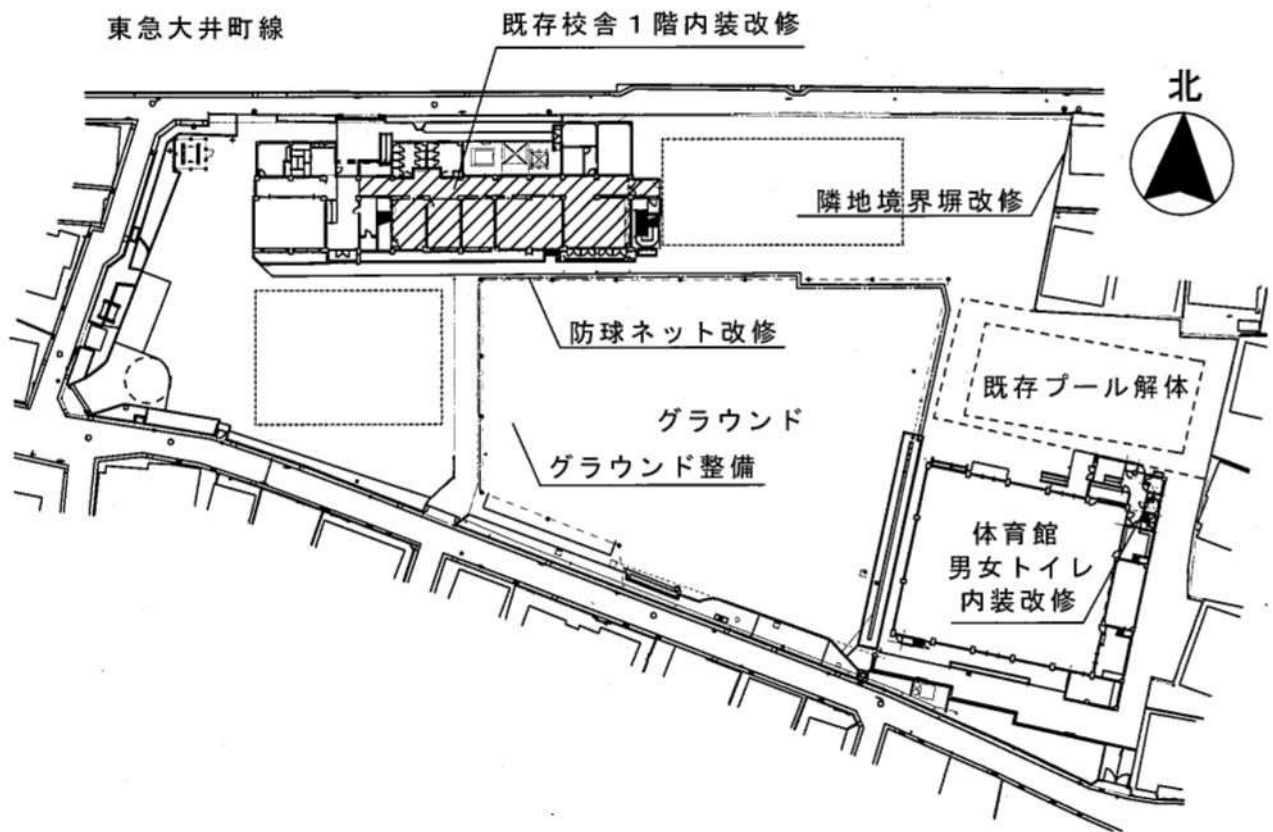 東急大井町線
既存校舎1階内装改修
北
隣地境界塀改修
防球ネット改修
既存プール解体
グラウンド
グラウンド整備
体育館
男女トイレ
内装改修